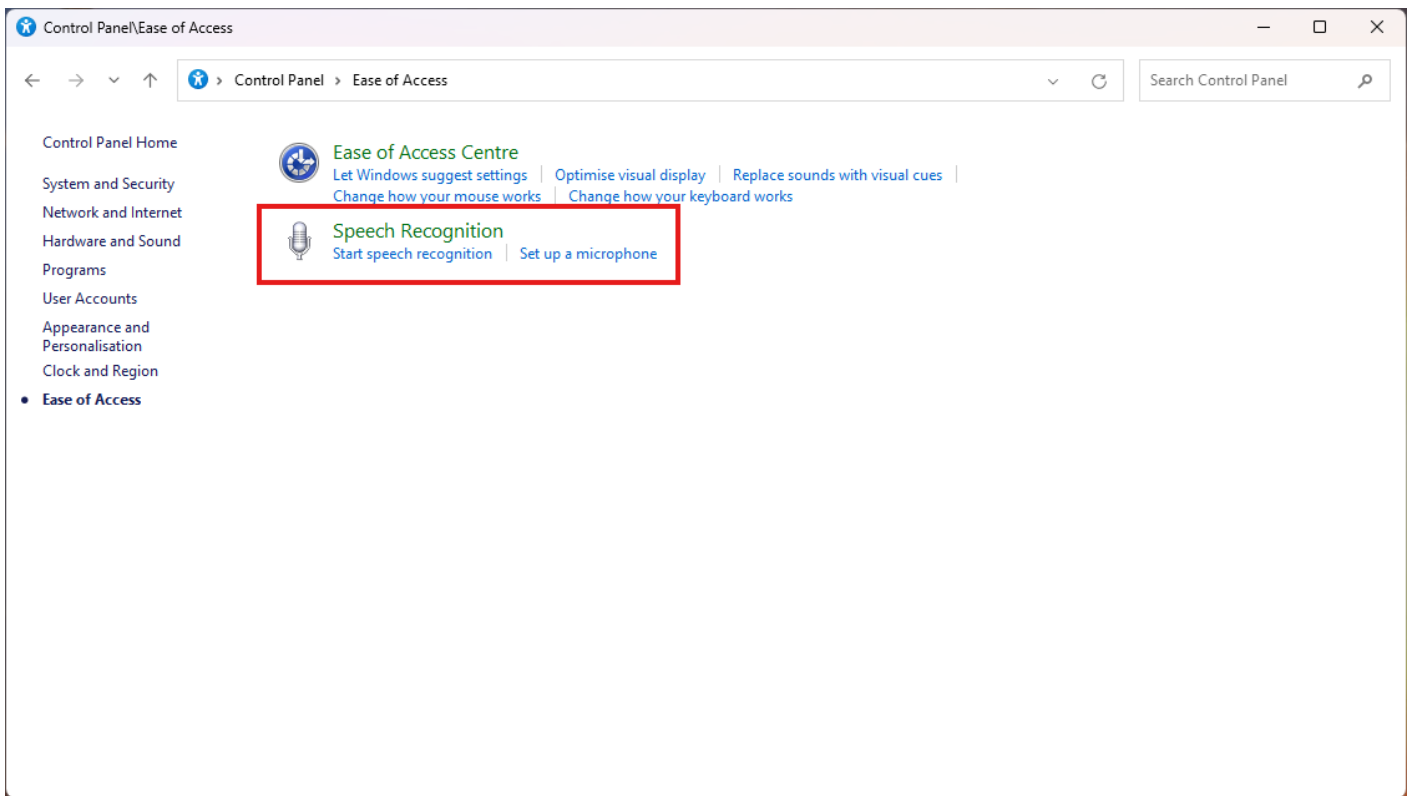 Control Panel\Ease of Access
Control Panel > Ease of Access
Search Control Panel
Control Panel Home
System and Security
Network and Internet
Hardware and Sound
Programs
User Accounts
Appearance and
Personalisation
Clock and Region
Ease of Access
Ease of Access Centre
Let Windows suggest settings | Optimise visual display | Replace sounds with visual cues |
Change how your mouse works | Change how your keyboard works
Speech Recognition
Start speech recognition | Set up a microphone